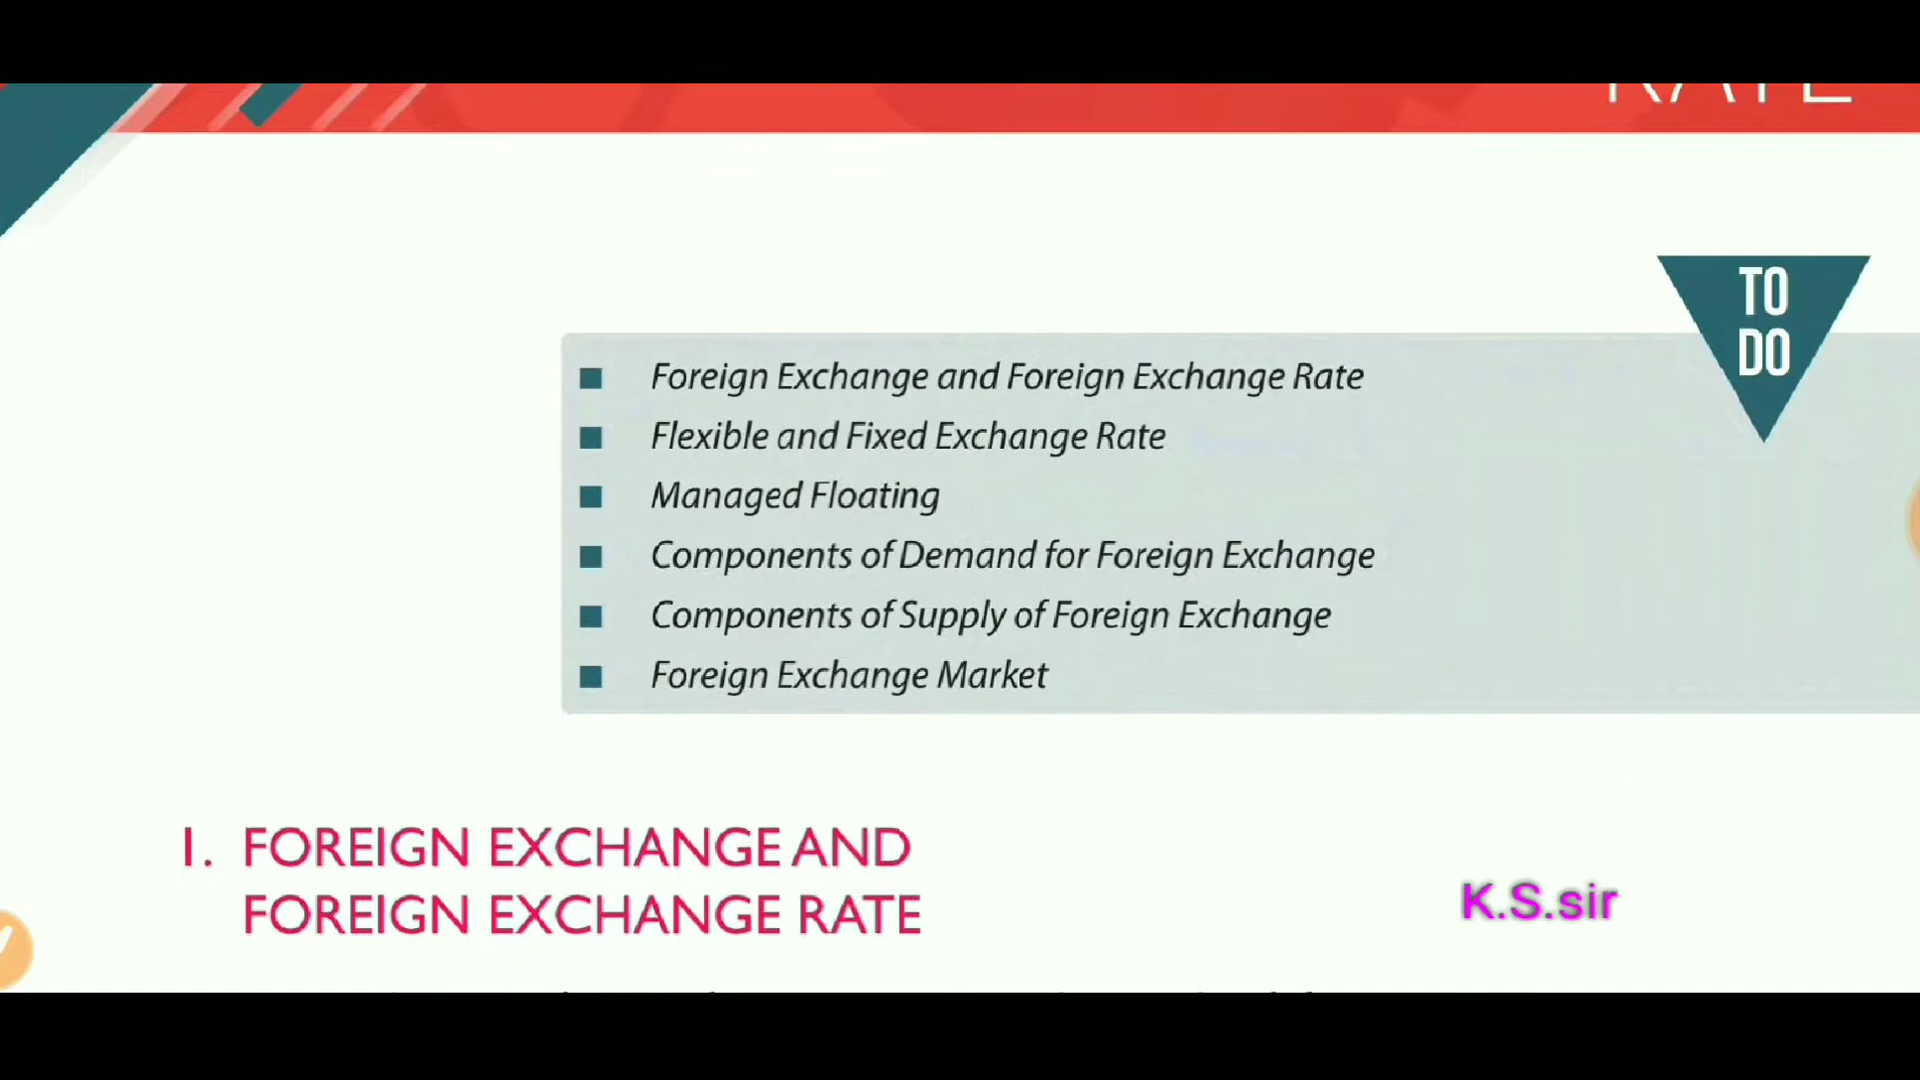 RATE
TO
DO
■ Foreign Exchange and Foreign Exchange Rate
■ Flexible and Fixed Exchange Rate
■ Managed Floating
■ Components of Demand for Foreign Exchange
■ Components of Supply of Foreign Exchange
■ Foreign Exchange Market
1. FOREIGN EXCHANGE AND
FOREIGN EXCHANGE RATE
K.S.sir